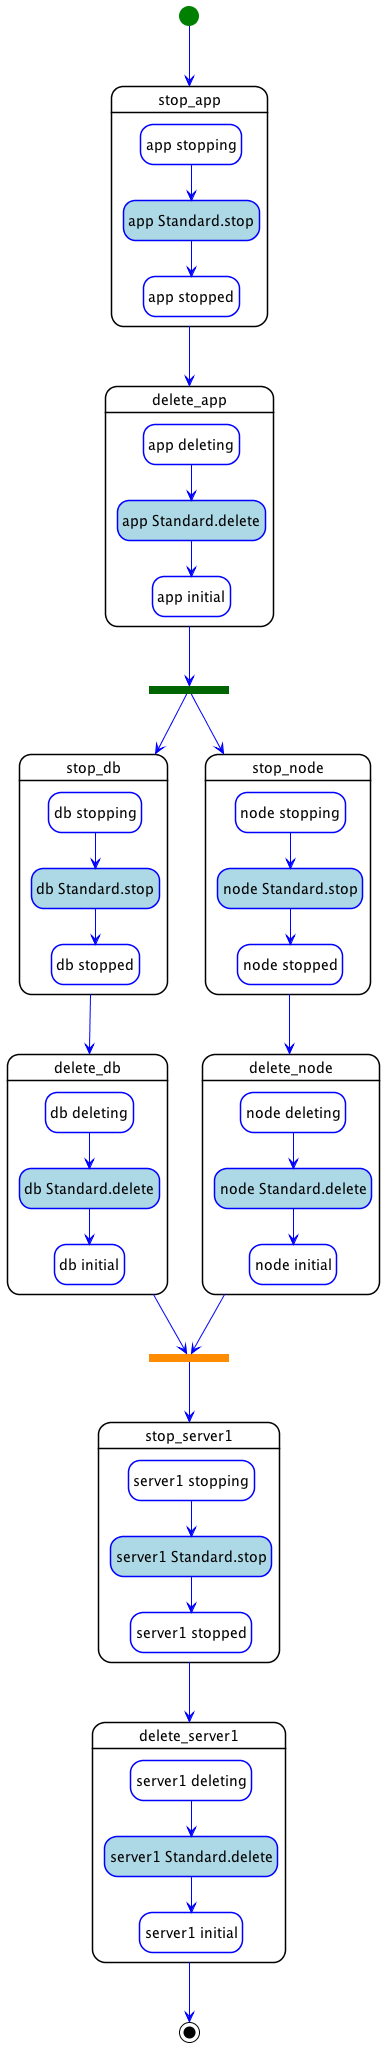 stop_app
app stopping
app Standard.stop
app stopped
delete_app
app deleting
app Standard.delete
app initial
stop_db
db stopping
db Standard.stop
db stopped
stop_node
node stopping
node Standard.stop
node stopped
delete_db
db deleting
db Standard.delete
db initial
delete_node
node deleting
node Standard.delete
node initial
stop_server1
server1 stopping
server1 Standard.stop
server1 stopped
delete_server1
server1 deleting
server1 Standard.delete
server1 initial